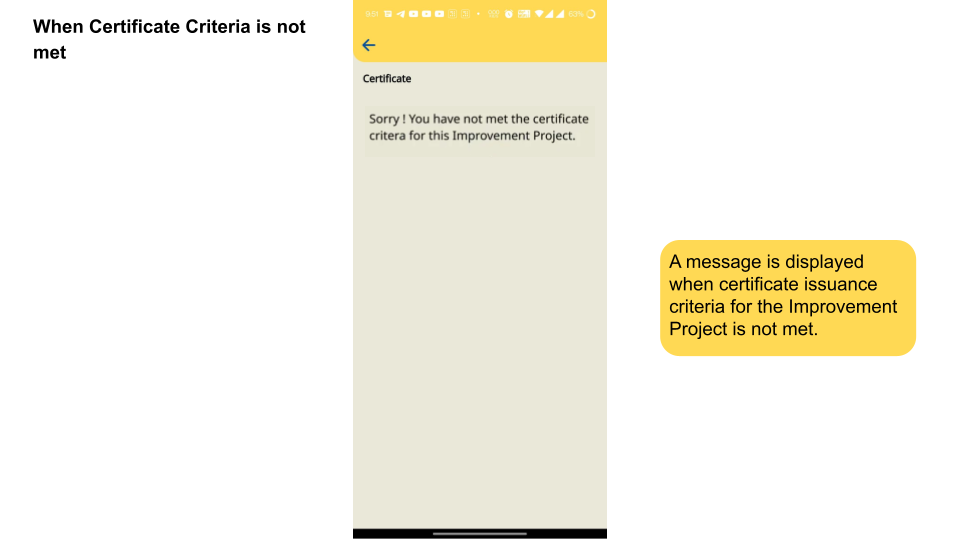 When Certificate Criteria is not
met
Certificate
Sorry ! You have not met the certificate
critera for this Improvement Project.
A message is displayed
when certificate issuance
criteria for the Improvement
Project is not met.